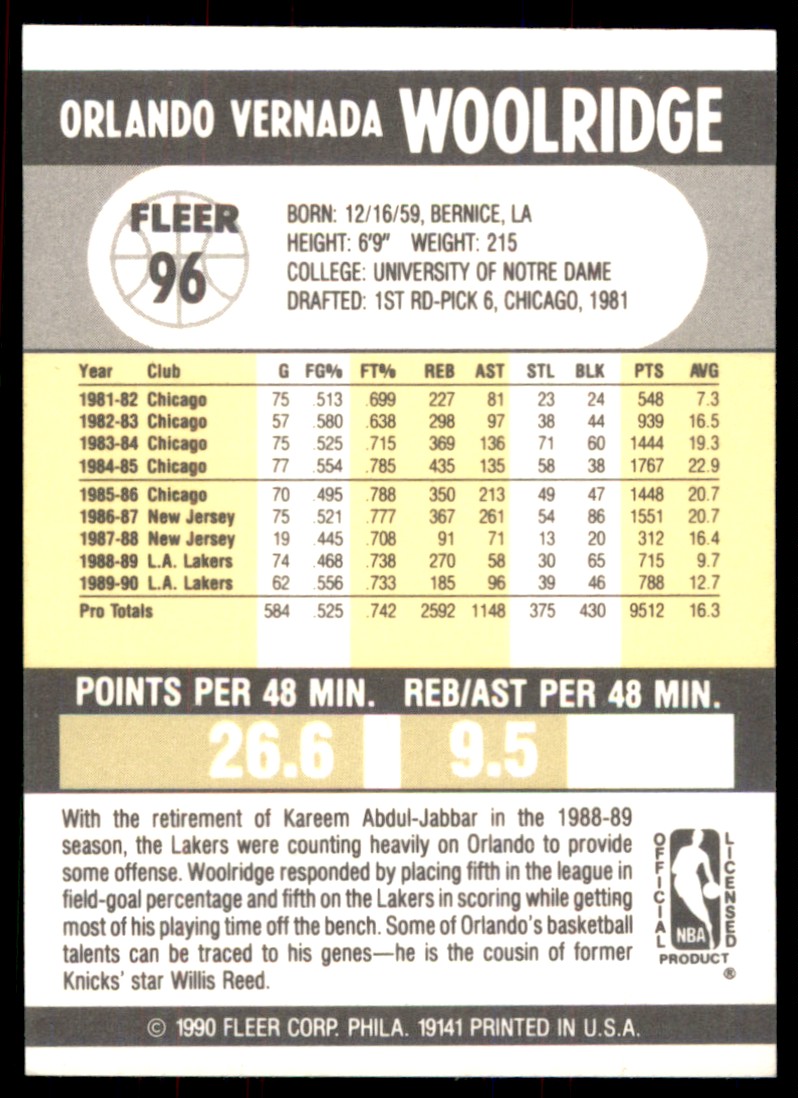 ORLANDO VERNADA WOOLRIDGE
FLEER
96
BORN: 12/16/59, BERNICE, LA
HEIGHT: 6'9" WEIGHT: 215
COLLEGE: UNIVERSITY OF NOTRE DAME
DRAFTED: 1ST RD-PICK 6, CHICAGO, 1981
Year Club G FG% FT% REB AST STL BLK PTS AVG
1981-82 Chicago 75 .513 .699 227 81 23 24 548 7.3
1982-83 Chicago 57 .580 .638 298 97 38 44 939 16.5
1983-84 Chicago 75 .525 .715 369 136 71 60 1444 19.3
1984-85 Chicago 77 .554 .785 435 135 58 38 1767 22.9
1985-86 Chicago 70 .495 .788 350 213 49 47 1448 20.7
1986-87 New Jersey 75 .521 .777 367 261 54 86 1551 20.7
1987-88 New Jersey 19 .445 .708 91 71 13 20 312 16.4
1988-89 L.A. Lakers 74 .468 .738 270 58 30 65 715 9.7
1989-90 L.A. Lakers 62 .556 .733 185 96 39 46 788 12.7
Pro Totals 584 .525 .742 2592 1148 375 430 9512 16.3
POINTS PER 48 MIN. REB/AST PER 48 MIN.
26.6 9.5
With the retirement of Kareem Abdul-Jabbar in the 1988-89
season, the Lakers were counting heavily on Orlando to provide
some offense. Woolridge responded by placing fifth in the league in
field-goal percentage and fifth on the Lakers in scoring while getting
most of his playing time off the bench. Some of Orlando's basketball
talents can be traced to his genes—he is the cousin of former
Knicks' star Willis Reed.
OFFICIAL
LICENSED
NBA
PRODUCT
®
© 1990 FLEER CORP. PHILA. 19141 PRINTED IN U.S.A.